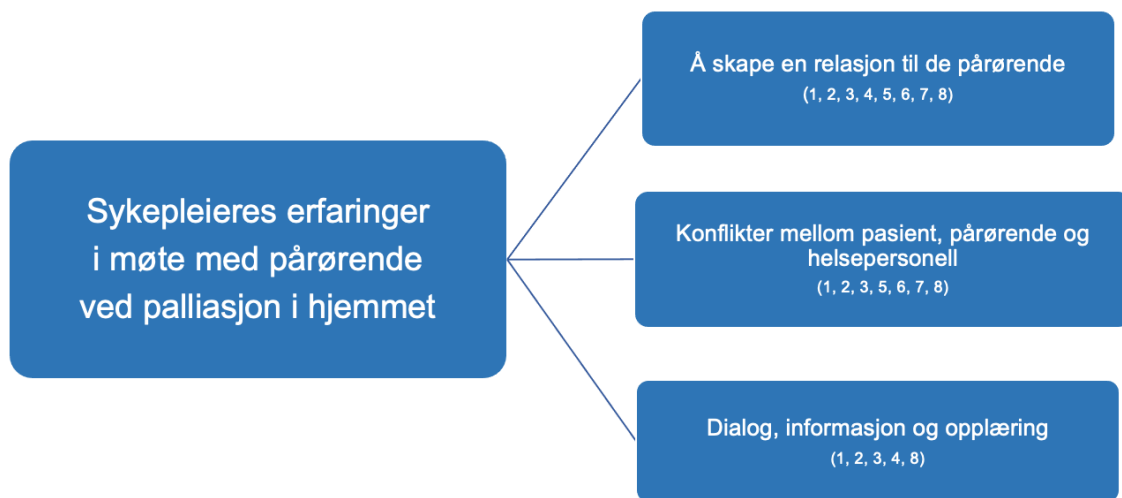 Sykepleieres erfaringer
i møte med pårørende
ved palliasjon i hjemmet
Å skape en relasjon til de pårørende
(1, 2, 3, 4, 5, 6, 7, 8)
Konflikter mellom pasient, pårørende og
helsepersonell
(1, 2, 3, 5, 6, 7, 8)
Dialog, informasjon og opplæring
(1, 2, 3, 4, 8)